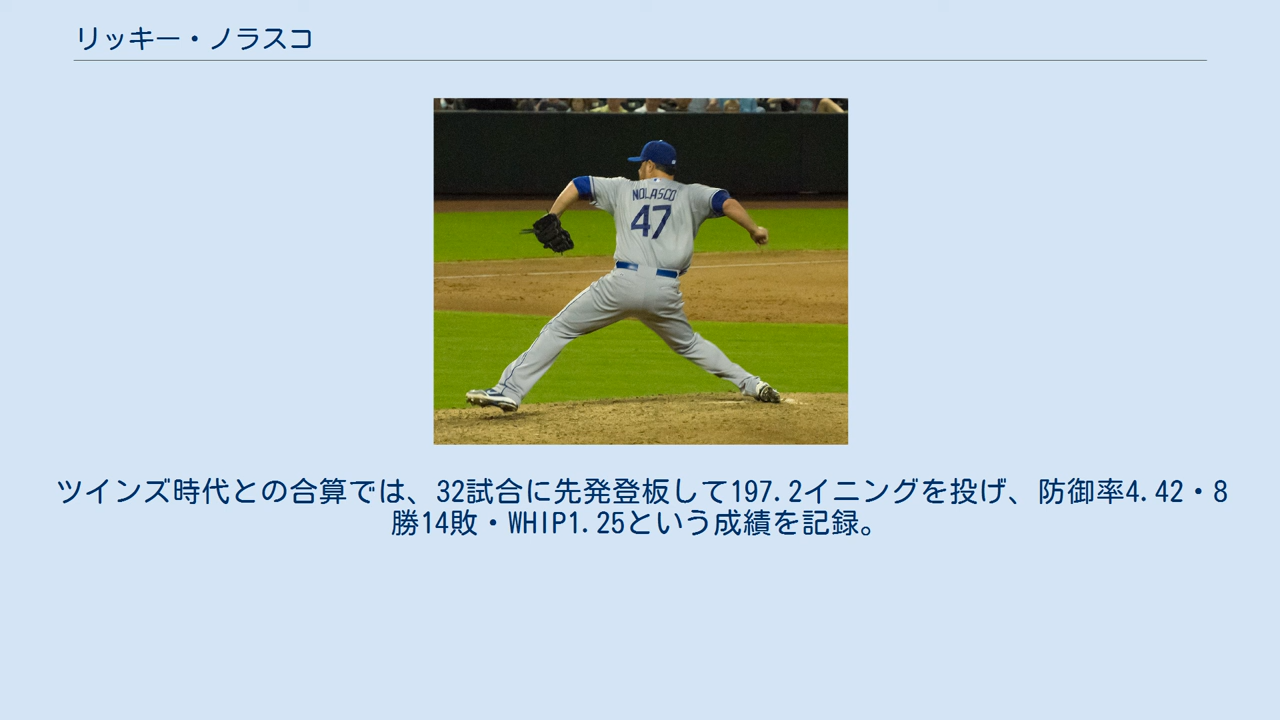 リッキー・ノラスコ
NOLASCO
47
ツインズ時代との合算では、32試合に先発登板して197.2イニングを投げ、防御率4.42・8
勝14敗・WHIP1.25という成績を記録。